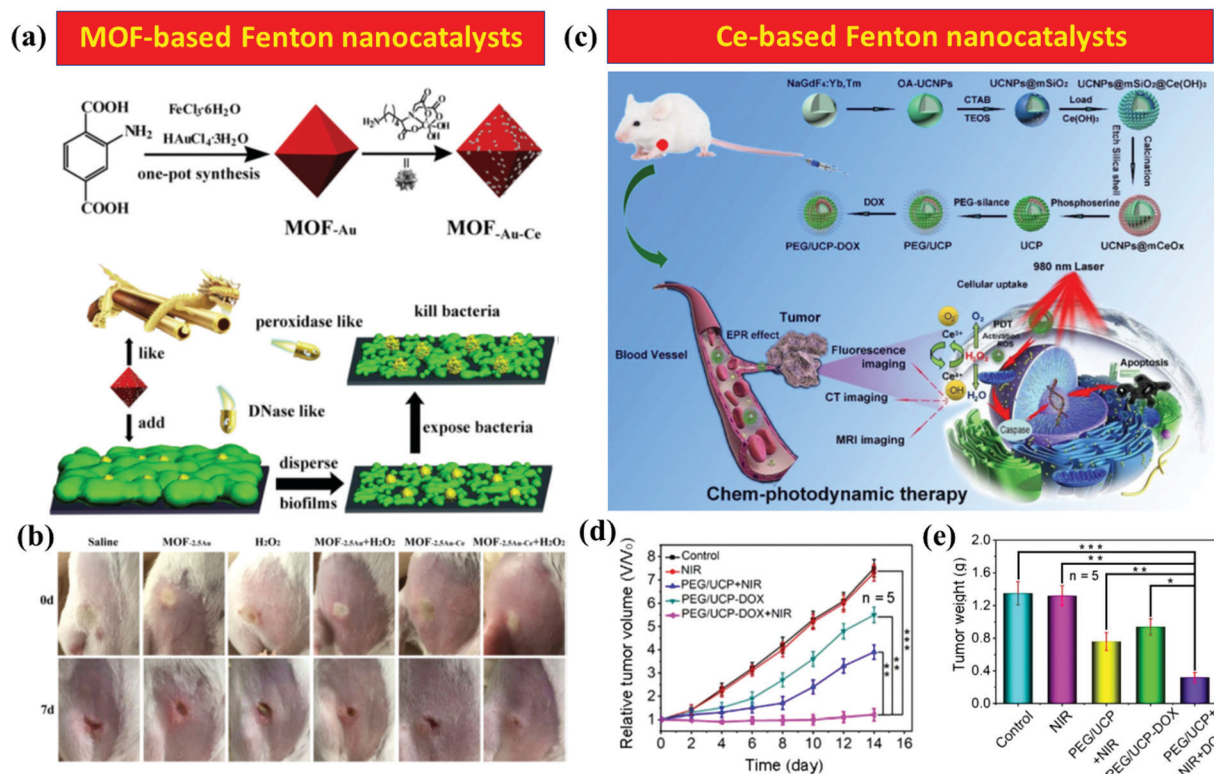 (a)
MOF-based Fenton nanocatalysts
COOH
NH₂
COOH
FeCl₃·6H₂O
HAuCl₄·3H₂O
one-pot synthesis
H₂N
OH
OH
MOF-Au
MOF-Au-Ce
like
add
peroxidase like
DNase like
kill bacteria
expose bacteria
disperse
biofilms
(b)
Saline
MOF-2.5Au
H₂O₂
MOF-2.5Au+H₂O₂
MOF-2.5Au-Ce
MOF-2.5Au-Ce+H₂O₂
0d
7d
(c)
Ce-based Fenton nanocatalysts
NaGdF₄:Yb,Tm
OA-UCNPs
CTAB
TEOS
UCNPs@mSiO₂
Load
Ce(OH)₃
UCNPs@mSiO₂@Ce(OH)₃
Calcination
Etch Silica shell
UCNPs@mCeOx
Phosphoserine
UCP
PEG-silance
PEG/UCP
DOX
PEG/UCP-DOX
980 nm Laser
Cellular uptake
Blood Vessel
EPR effect
Tumor
Fluorescence
imaging
CT imaging
MRI imaging
O₂
O₂
Ce³⁺
Ce⁴⁺
H₂O₂
H₂O
OH
PDT
Activation
ROS
Apoptosis
Caspase
Chem-photodynamic therapy
(d)
Relative tumor volume (V/V₀)
8
7
6
5
4
3
2
1
0
Control
NIR
PEG/UCP+NIR
PEG/UCP-DOX
PEG/UCP-DOX+NIR
n = 5
**
**
***
0 2 4 6 8 10 12 14 16
Time (day)
(e)
Tumor weight (g)
2.4
1.8
1.2
0.6
0.0
***
**
**
*
n = 5
Control
NIR
PEG/UCP
+NIR
PEG/UCP-DOX
PEG/UCP+